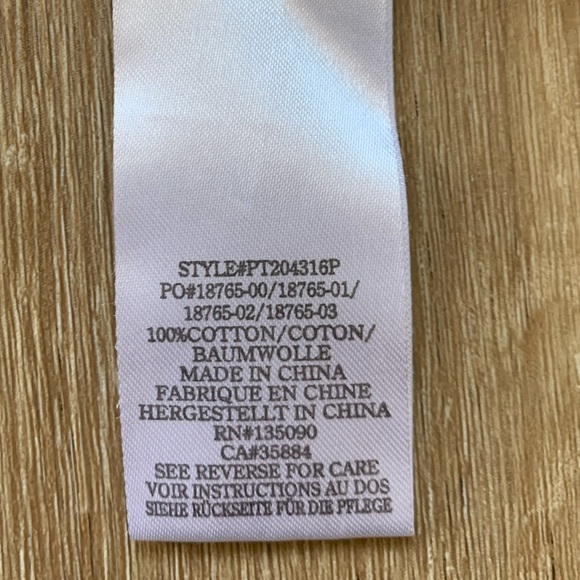 STYLE#PT204316P
PO#18765-00/18765-01/
18765-02/18765-03
100%COTTON/COTON/
BAUMWOLLE
MADE IN CHINA
FABRIQUE EN CHINE
HERGESTELLT IN CHINA
RN#135090
CA#35884
SEE REVERSE FOR CARE
VOIR INSTRUCTIONS AU DOS
SIEHE RÜCKSEITE FÜR DIE PFLEGE